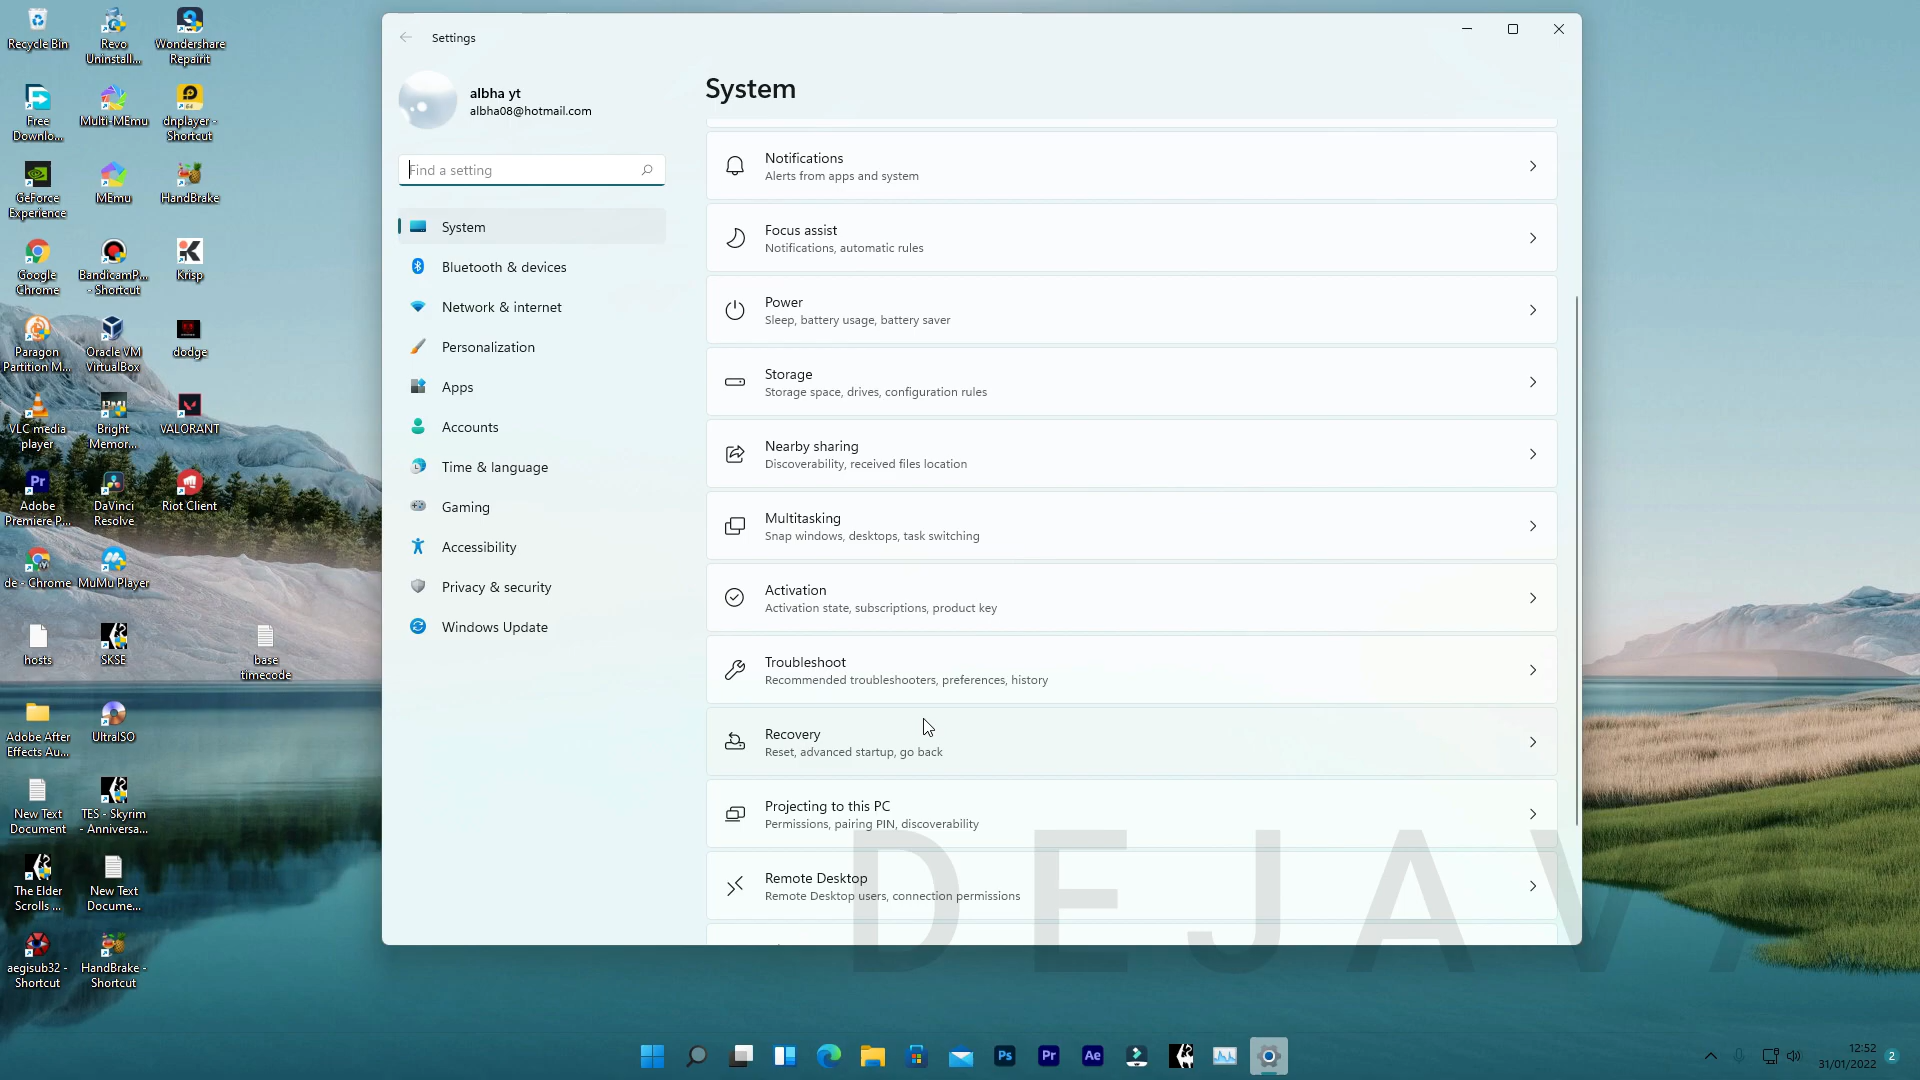 Recycle Bin
Revo
Uninstall...
Wondershare
Repairit
Free
Downlo...
Multi-MEmu
dnplayer -
Shortcut
GeForce
Experience
MEmu
HandBrake
Google
Chrome
BandicamP...
- Shortcut
Krisp
Paragon
Partition M...
Oracle VM
VirtualBox
dodge
VLC media
player
Bright
Memor...
VALORANT
Adobe
Premiere P...
DaVinci
Resolve
Riot Client
de - Chrome
MuMu Player
hosts
SKSE
base
timecode
Adobe After
Effects Au...
UltraISO
New Text
Document
TES - Skyrim
- Anniversa...
The Elder
Scrolls ...
New Text
Docume...
aegisub32 -
Shortcut
HandBrake -
Shortcut
Settings
albha yt
albha08@hotmail.com
Find a setting
System
Bluetooth & devices
Network & internet
Personalization
Apps
Accounts
Time & language
Gaming
Accessibility
Privacy & security
Windows Update
System
Notifications
Alerts from apps and system
Focus assist
Notifications, automatic rules
Power
Sleep, battery usage, battery saver
Storage
Storage space, drives, configuration rules
Nearby sharing
Discoverability, received files location
Multitasking
Snap windows, desktops, task switching
Activation
Activation state, subscriptions, product key
Troubleshoot
Recommended troubleshooters, preferences, history
Recovery
Reset, advanced startup, go back
Projecting to this PC
Permissions, pairing PIN, discoverability
Remote Desktop
Remote Desktop users, connection permissions
DEJAV
Ps
Pr
Ae
12:52
31/01/2022
2